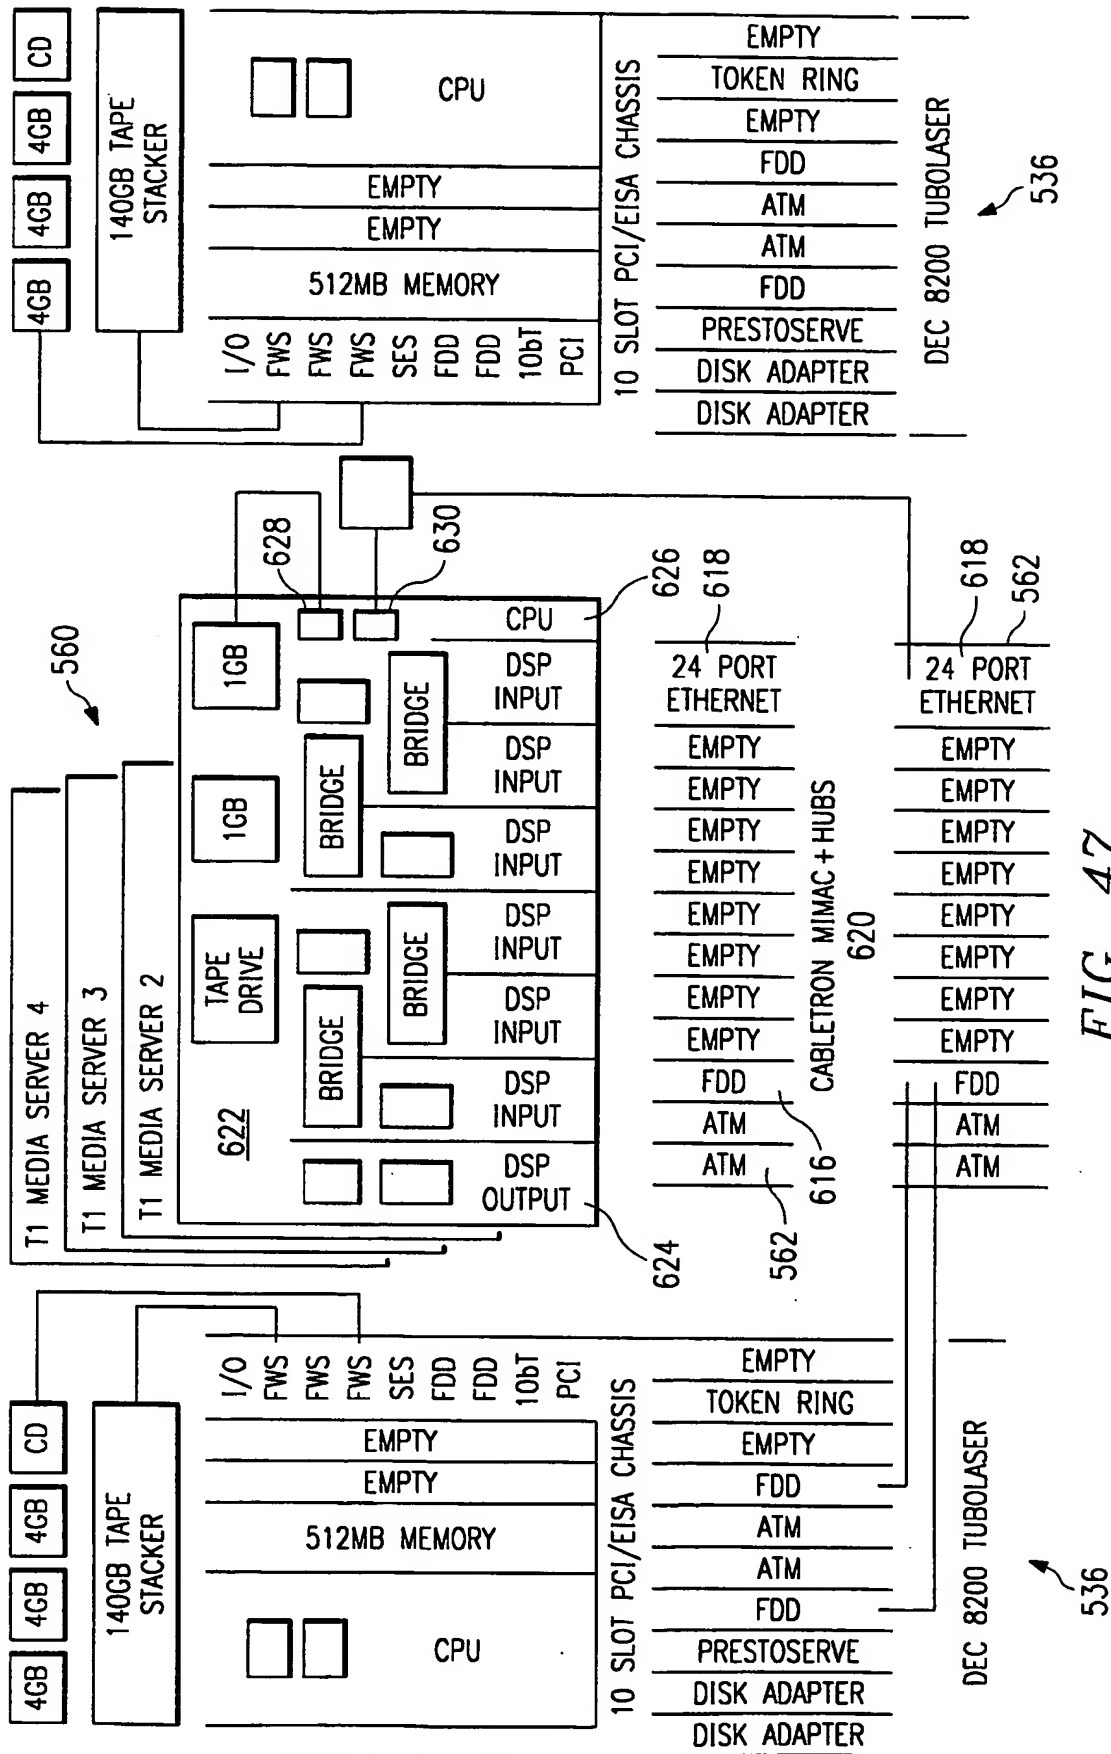 4GB
4GB
4GB
CD
140GB TAPE
STACKER
CPU
512MB MEMORY
EMPTY
EMPTY
I/O
FWS
FWS
FWS
SES
FDD
FDD
10bT
PCI
10 SLOT PCI/EISA CHASSIS
DISK ADAPTER
DISK ADAPTER
PRESTOSERVE
FDD
ATM
ATM
FDD
EMPTY
TOKEN RING
EMPTY
DEC 8200 TUBOLASER
536
T1 MEDIA SERVER 4
T1 MEDIA SERVER 3
T1 MEDIA SERVER 2
560
622
TAPE
DRIVE
1GB
1GB
BRIDGE
BRIDGE
BRIDGE
BRIDGE
628
630
DSP
OUTPUT
DSP
INPUT
DSP
INPUT
DSP
INPUT
DSP
INPUT
DSP
INPUT
DSP
INPUT
CPU
624
626
ATM
ATM
FDD
EMPTY
EMPTY
EMPTY
EMPTY
EMPTY
EMPTY
EMPTY
EMPTY
24 PORT
ETHERNET
618
562
616
CABLETRON MIMAC+HUBS
620
ATM
ATM
FDD
EMPTY
EMPTY
EMPTY
EMPTY
EMPTY
EMPTY
EMPTY
EMPTY
24 PORT
ETHERNET
618
562
4GB
4GB
4GB
CD
140GB TAPE
STACKER
I/O
FWS
FWS
FWS
SES
FDD
FDD
10bT
PCI
512MB MEMORY
EMPTY
EMPTY
CPU
10 SLOT PCI/EISA CHASSIS
DISK ADAPTER
DISK ADAPTER
PRESTOSERVE
FDD
ATM
ATM
FDD
EMPTY
TOKEN RING
EMPTY
DEC 8200 TUBOLASER
536
FIG. 47